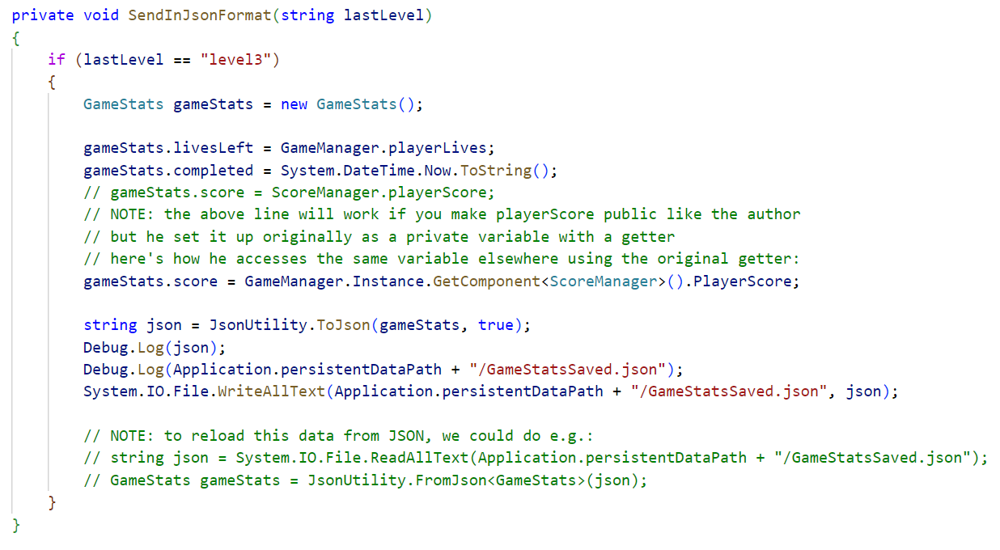 private void SendInJsonFormat(string lastLevel)
{
    if (lastLevel == "level3")
    {
        GameStats gameStats = new GameStats();

        gameStats.livesLeft = GameManager.playerLives;
        gameStats.completed = System.DateTime.Now.ToString();
        // gameStats.score = ScoreManager.playerScore;
        // NOTE: the above line will work if you make playerScore public like the author
        // but he set it up originally as a private variable with a getter
        // here's how he accesses the same variable elsewhere using the original getter:
        gameStats.score = GameManager.Instance.GetComponent<ScoreManager>().PlayerScore;

        string json = JsonUtility.ToJson(gameStats, true);
        Debug.Log(json);
        Debug.Log(Application.persistentDataPath + "/GameStatsSaved.json");
        System.IO.File.WriteAllText(Application.persistentDataPath + "/GameStatsSaved.json", json);

        // NOTE: to reload this data from JSON, we could do e.g.:
        // string json = System.IO.File.ReadAllText(Application.persistentDataPath + "/GameStatsSaved.json");
        // GameStats gameStats = JsonUtility.FromJson<GameStats>(json);
    }
}